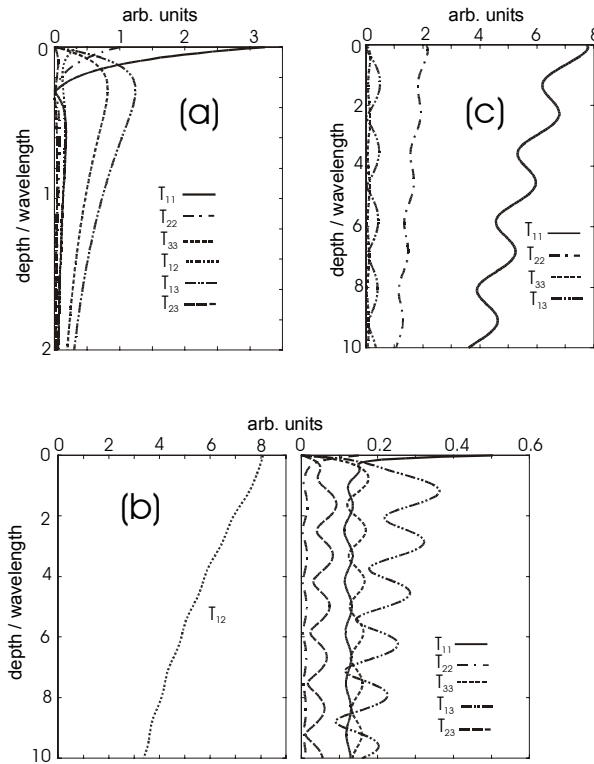 arb. units
0 1 2 3
0
1
2
depth / wavelength
(a)
T11
T22
T33
T12
T13
T23
arb. units
0 2 4 6 8
0
2
4
6
8
10
depth / wavelength
(c)
T11
T22
T33
T13
arb. units
0 2 4 6 8
0
2
4
6
8
10
depth / wavelength
(b)
T12
0 0.2 0.4 0.6
T11
T22
T33
T13
T23